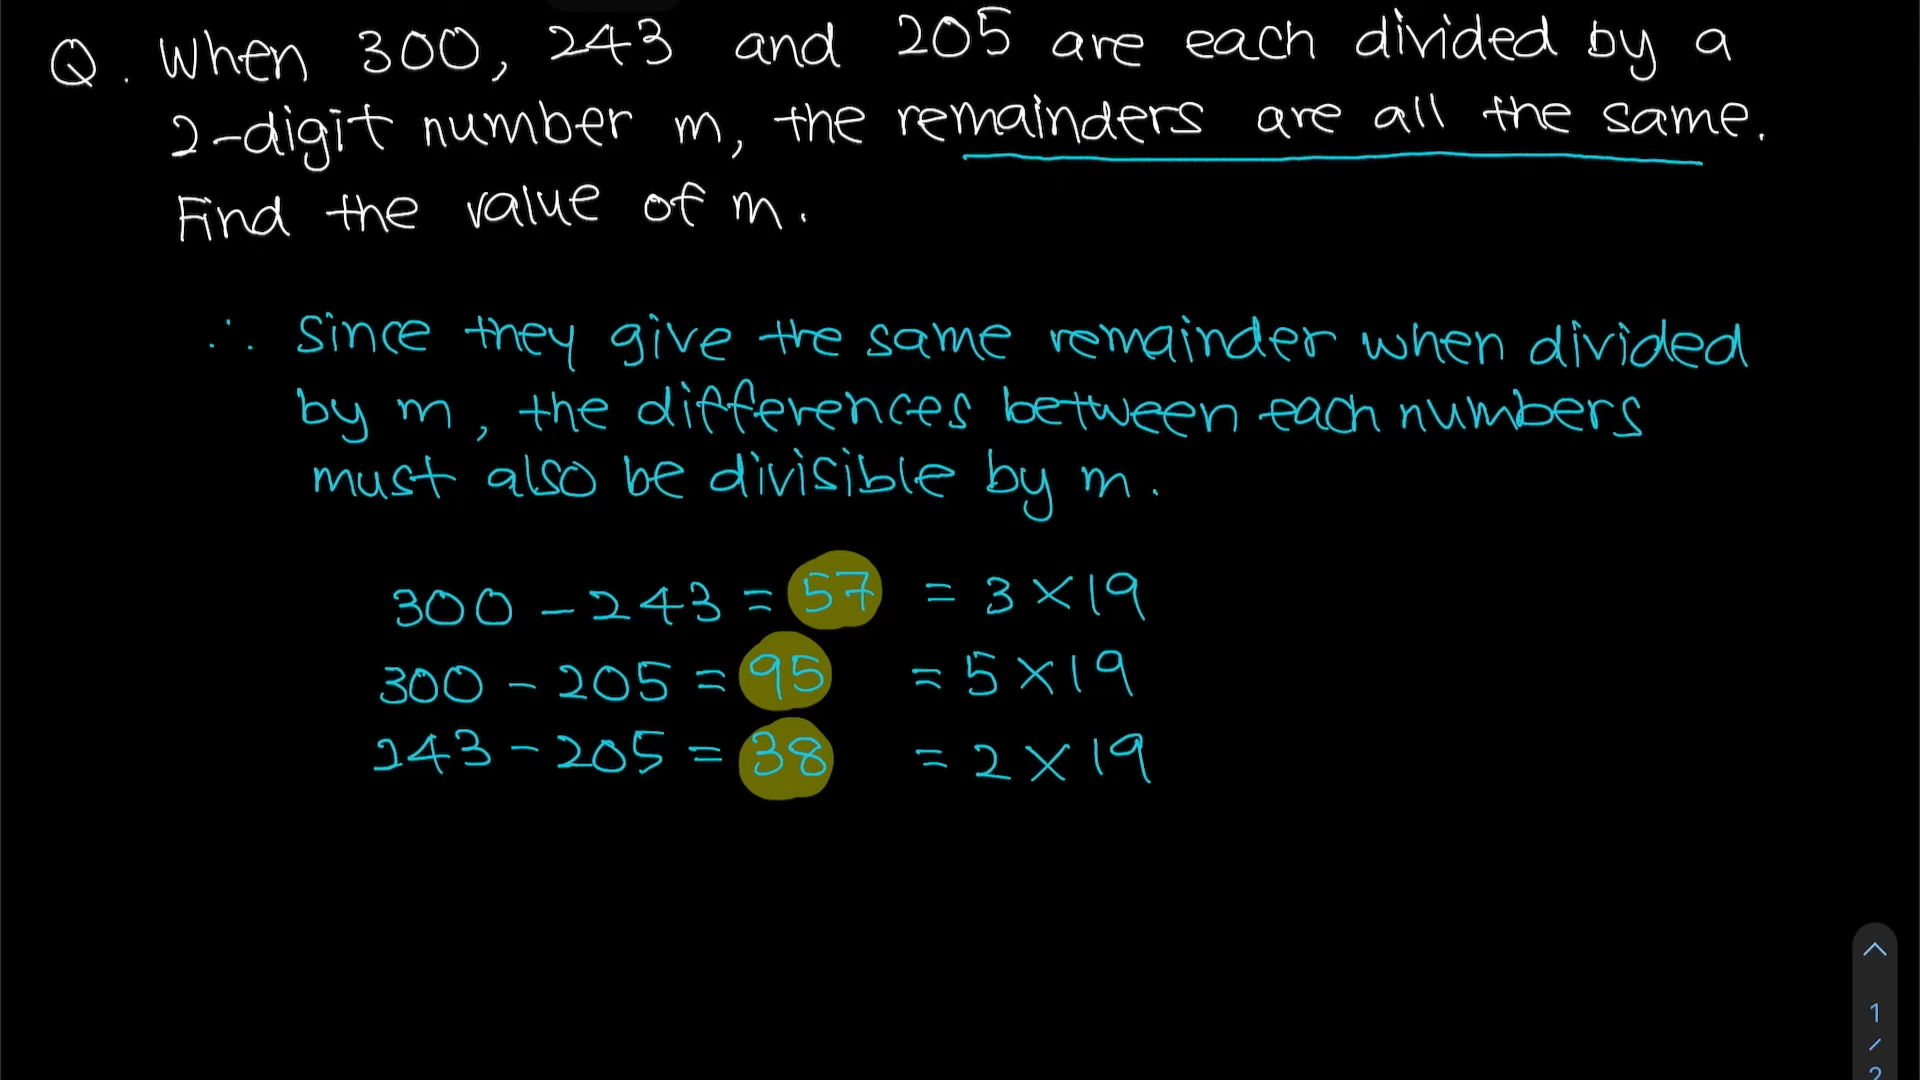 Q. When 300, 243 and 205 are each divided by a
2-digit number m, the remainders are all the same.
Find the value of m.
∴ Since they give the same remainder when divided
by m, the differences between each numbers
must also be divisible by m.
300 - 243 = 57 = 3 × 19
300 - 205 = 95 = 5 × 19
243 - 205 = 38 = 2 × 19
1
/
2